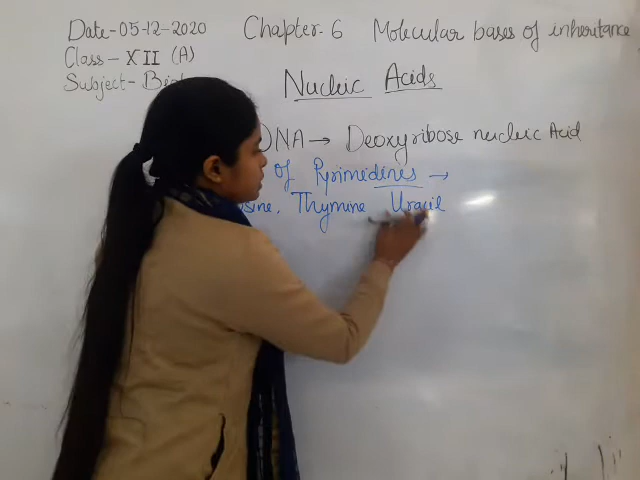 Date-05-12-2020 Chapter-6 Molecular bases of inheritance
Class-XII (A)
Subject-
Nucleic Acids
DNA → Deoxyribose nucleic Acid
of Pyrimedines →
Thymine Uracil